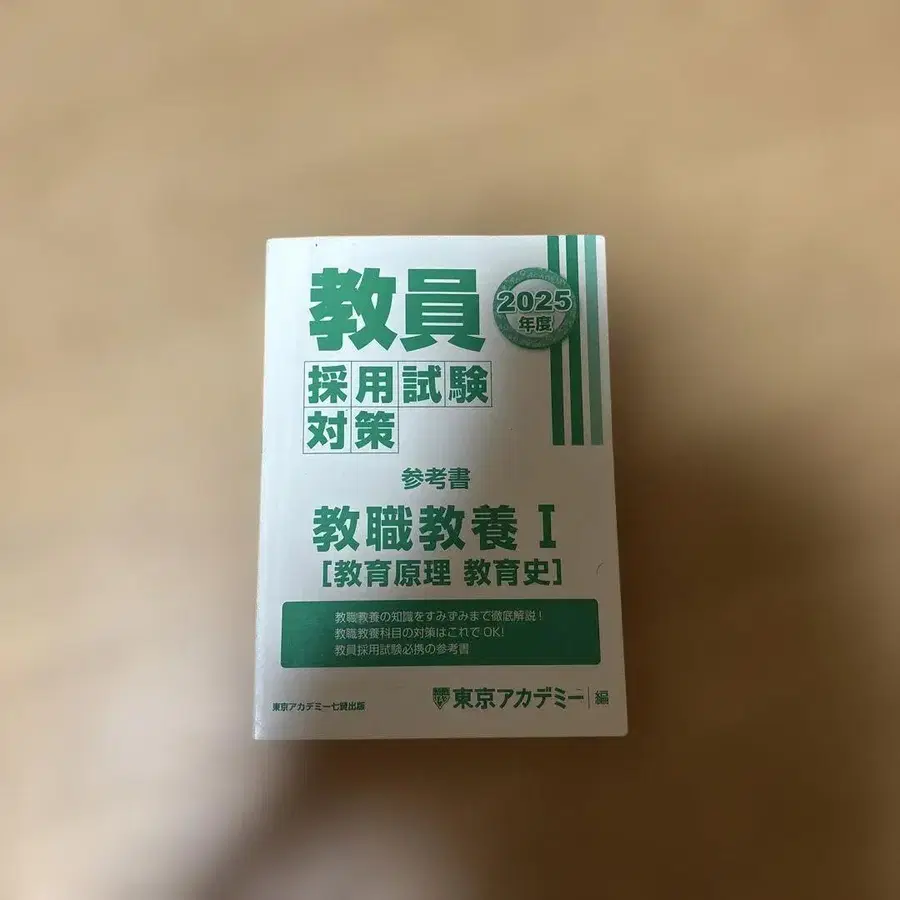 教員
2025
年度
採用試験
対策
参考書
教職教養 I
[教育原理 教育史]
教職教養の知識をすみずみまで徹底解説!
教職教養科目の対策はこれでOK!
教員採用試験必携の参考書
東京アカデミー七賢出版
東京アカデミー 編